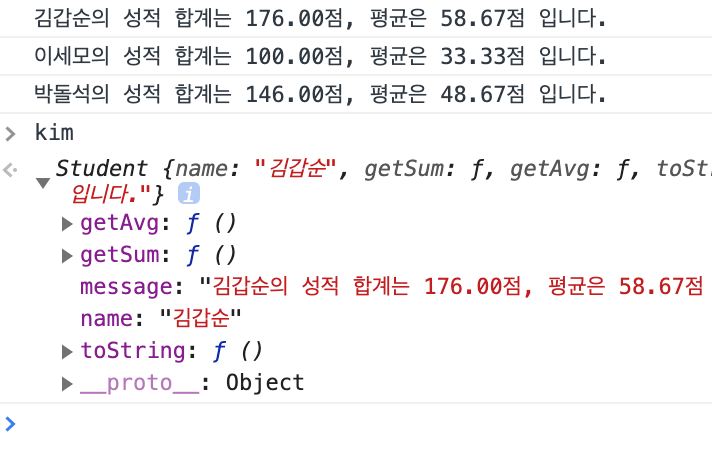 김갑순의 성적 합계는 176.00점, 평균은 58.67점 입니다.
이세모의 성적 합계는 100.00점, 평균은 33.33점 입니다.
박돌석의 성적 합계는 146.00점, 평균은 48.67점 입니다.
> kim
Student {name: "김갑순", getSum: ƒ, getAvg: ƒ, toStr
입니다."} i
getAvg: ƒ ()
getSum: ƒ ()
message: "김갑순의 성적 합계는 176.00점, 평균은 58.67점
name: "김갑순"
toString: ƒ ()
__proto__: Object
>